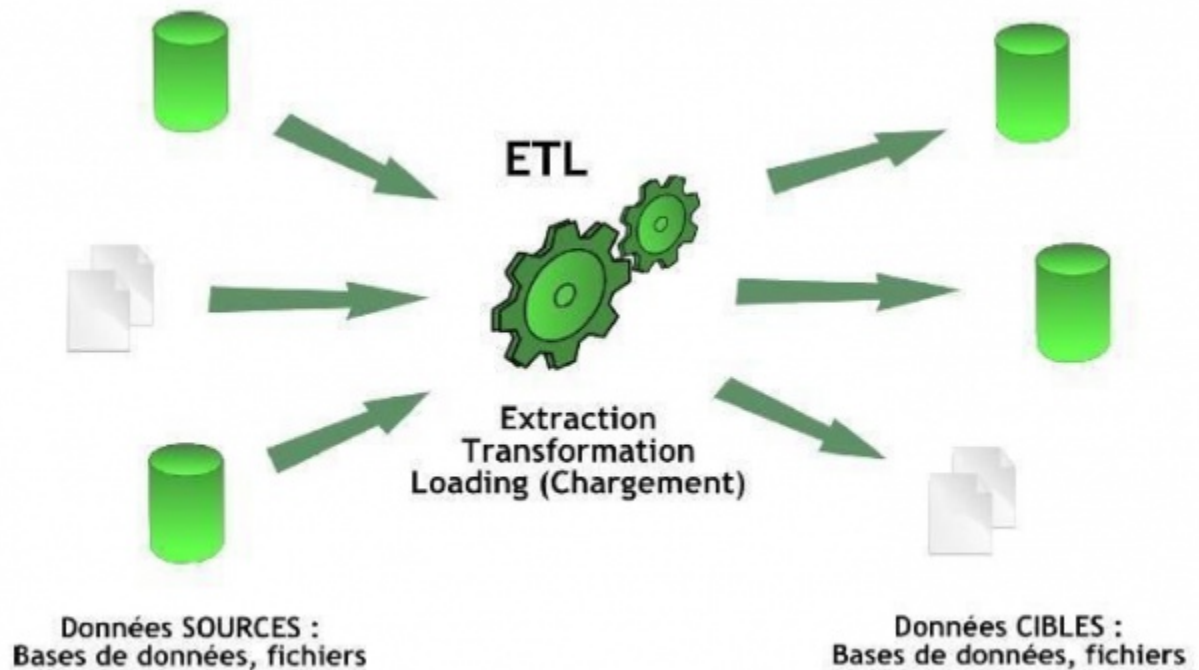 ETL
Extraction
Transformation
Loading (Chargement)
Données SOURCES :
Bases de données, fichiers
Données CIBLES :
Bases de données, fichiers